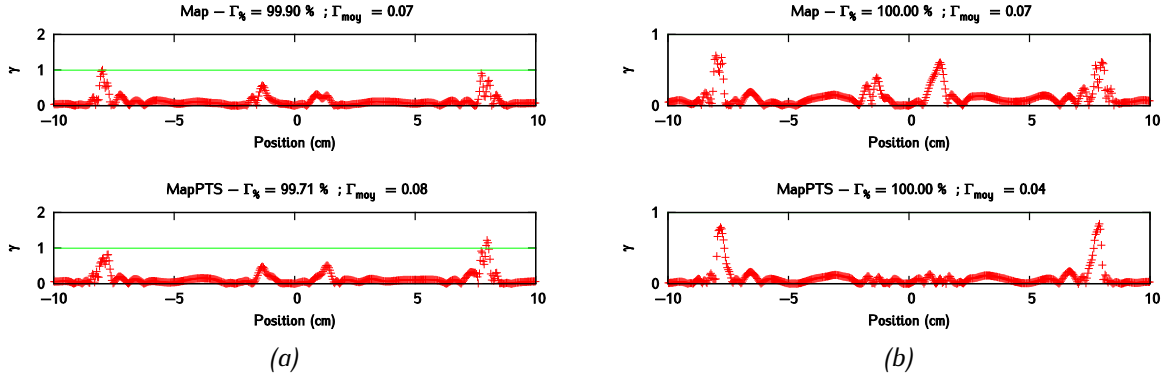 Map – Γ% = 99.90 % ; Γmoy = 0.07
2
1
0
γ
−10 −5 0 5 10
Position (cm)
Map – Γ% = 100.00 % ; Γmoy = 0.07
1
0
γ
−10 −5 0 5 10
Position (cm)
MapPTS – Γ% = 99.71 % ; Γmoy = 0.08
2
1
0
γ
−10 −5 0 5 10
Position (cm)
MapPTS – Γ% = 100.00 % ; Γmoy = 0.04
1
0
γ
−10 −5 0 5 10
Position (cm)
(a)
(b)